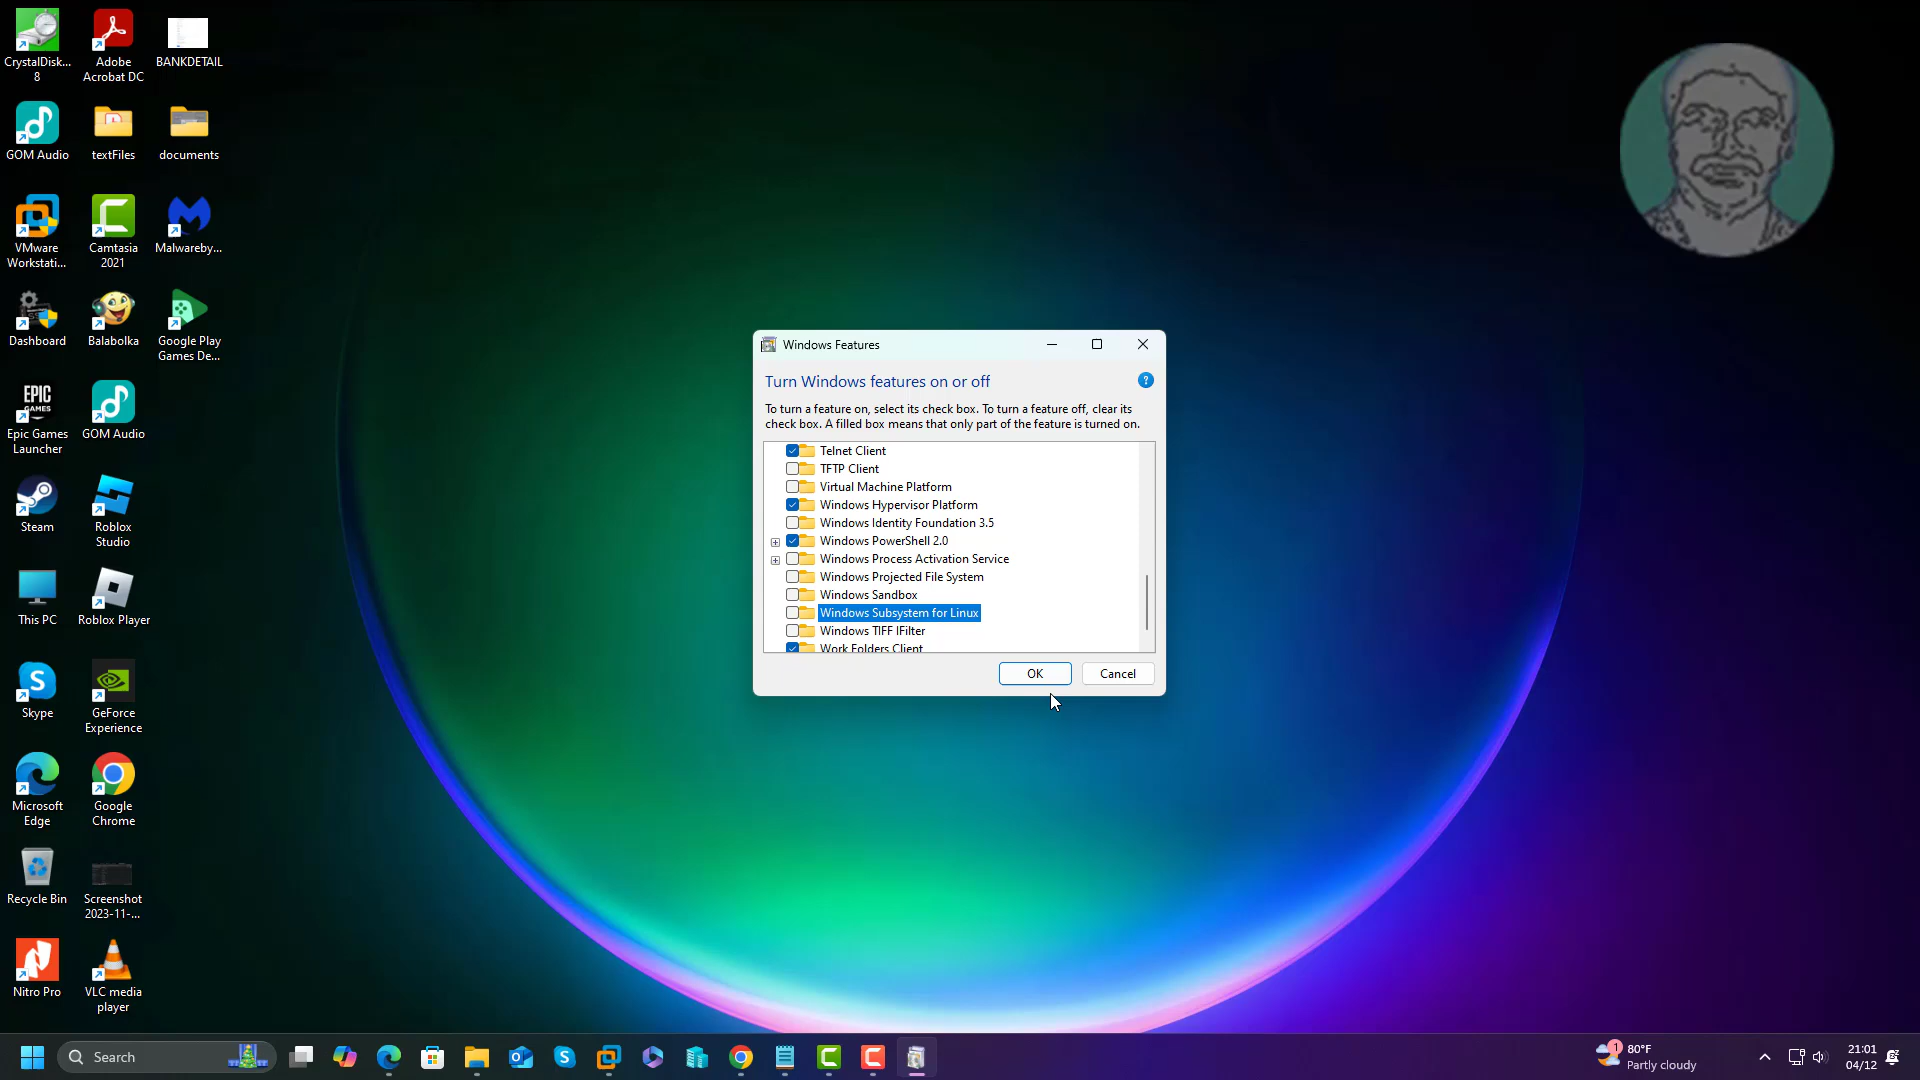 CrystalDisk...
8
Adobe
Acrobat DC
BANKDETAIL
GOM Audio
textFiles
documents
VMware
Workstati...
Camtasia
2021
Malwareby...
Dashboard
Balabolka
Google Play
Games De...
EPIC
GAMES
Epic Games
Launcher
GOM Audio
Steam
Roblox
Studio
This PC
Roblox Player
Skype
GeForce
Experience
Microsoft
Edge
Google
Chrome
Recycle Bin
Screenshot
2023-11-...
Nitro Pro
VLC media
player
Windows Features
Turn Windows features on or off
To turn a feature on, select its check box. To turn a feature off, clear its
check box. A filled box means that only part of the feature is turned on.
Telnet Client
TFTP Client
Virtual Machine Platform
Windows Hypervisor Platform
Windows Identity Foundation 3.5
Windows PowerShell 2.0
Windows Process Activation Service
Windows Projected File System
Windows Sandbox
Windows Subsystem for Linux
Windows TIFF IFilter
Work Folders Client
OK
Cancel
Search
1
80°F
Partly cloudy
21:01
04/12